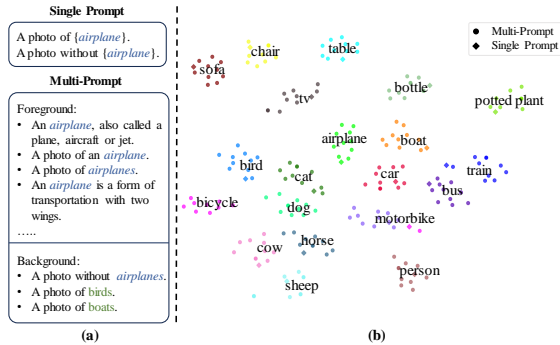 Single Prompt
A photo of {airplane}.
A photo without {airplane}.
Multi-Prompt
Foreground:
• An airplane, also called a
plane, aircraft or jet.
• A photo of an airplane.
• A photo of airplanes.
• An airplane is a form of
transportation with two
wings.
.....
Background:
• A photo without airplanes.
• A photo of birds.
• A photo of boats.
(a)
Multi-Prompt
Single Prompt
chair
table
sofa
tv
bottle
potted plant
airplane
boat
bird
cat
car
train
bus
bicycle
dog
motorbike
cow
horse
person
sheep
(b)